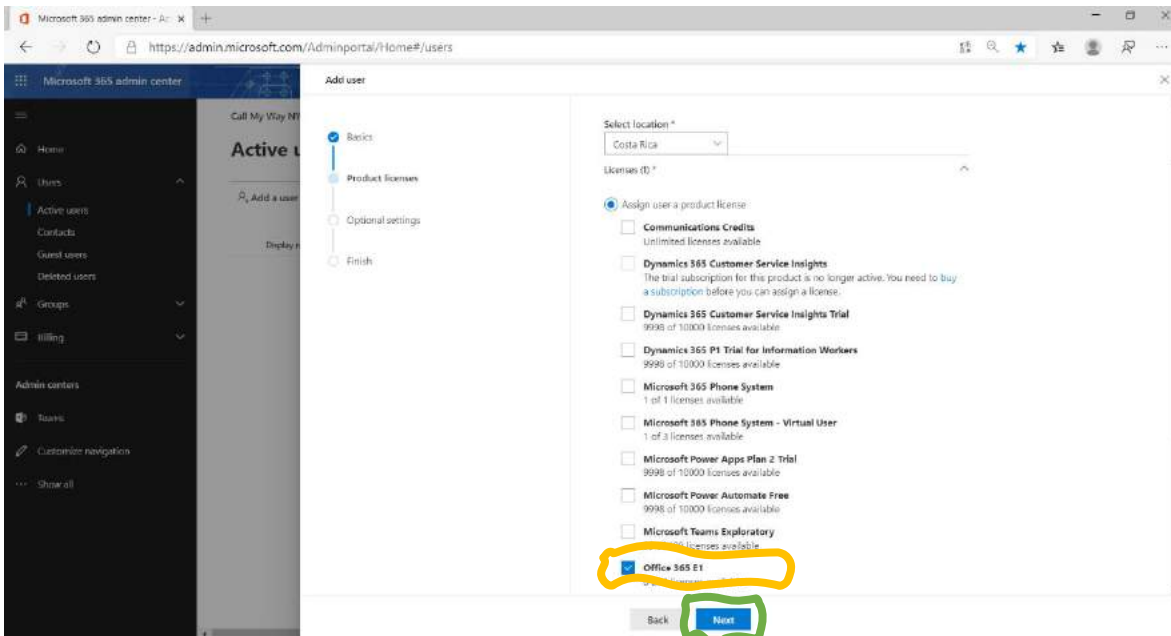 Microsoft 365 admin center - Ac
https://admin.microsoft.com/Adminportal/Home#/users
Microsoft 365 admin center
Add user
Call My Way NY
Active u
Add a user
Display n
Home
Users
Active users
Contacts
Guest users
Deleted users
Groups
Billing
Admin centers
Teams
Customize navigation
Show all
Basics
Product licenses
Optional settings
Finish
Select location *
Costa Rica
Licenses (1) *
Assign user a product license
Communications Credits
Unlimited licenses available
Dynamics 365 Customer Service Insights
The trial subscription for this product is no longer active. You need to buy
a subscription before you can assign a license.
Dynamics 365 Customer Service Insights Trial
9998 of 10000 licenses available
Dynamics 365 P1 Trial for Information Workers
9998 of 10000 licenses available
Microsoft 365 Phone System
1 of 1 licenses available
Microsoft 365 Phone System - Virtual User
1 of 3 licenses available
Microsoft Power Apps Plan 2 Trial
9998 of 10000 licenses available
Microsoft Power Automate Free
9998 of 10000 licenses available
Microsoft Teams Exploratory
licenses available
Office 365 E1
Back
Next